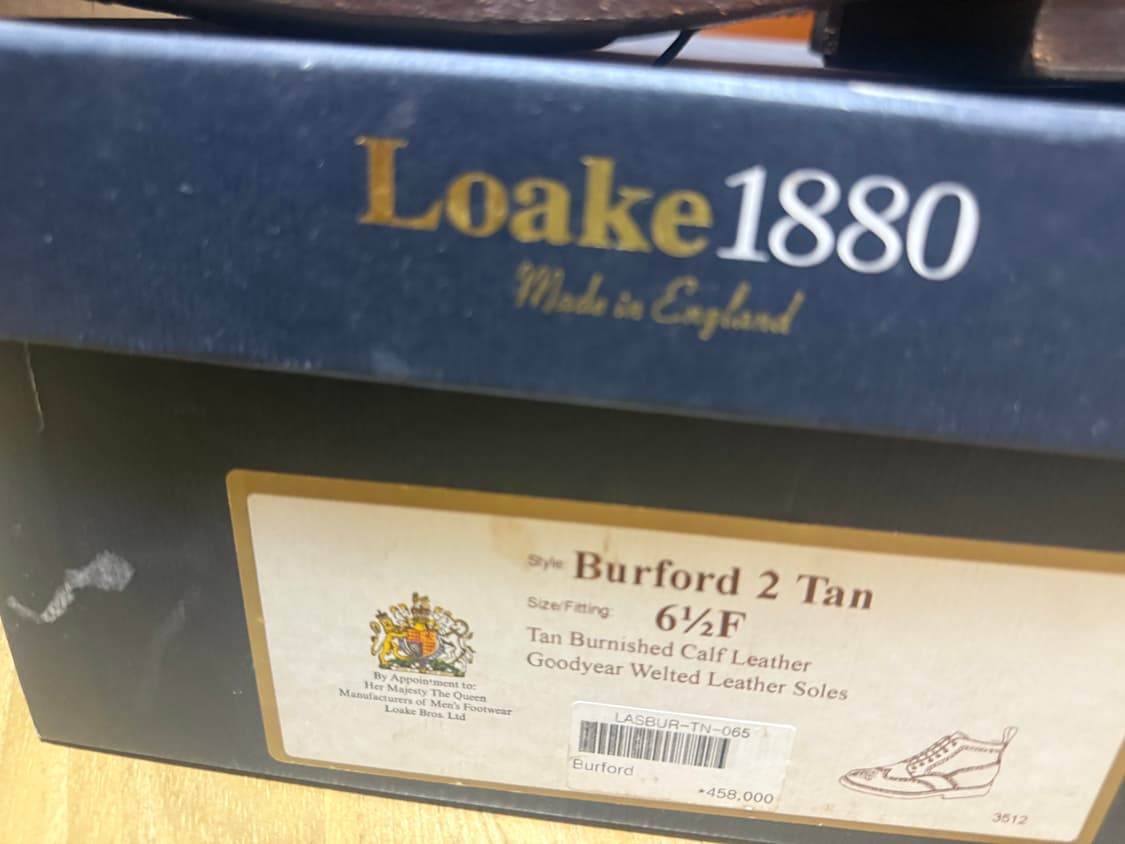 Loake1880
Made in England
Style: Burford 2 Tan
Size/Fitting: 6½F
Tan Burnished Calf Leather
Goodyear Welted Leather Soles
By Appointment to:
Her Majesty The Queen
Manufacturers of Men's Footwear
Loake Bros. Ltd
LASBUR-TN-065
Burford
*458,000
3512